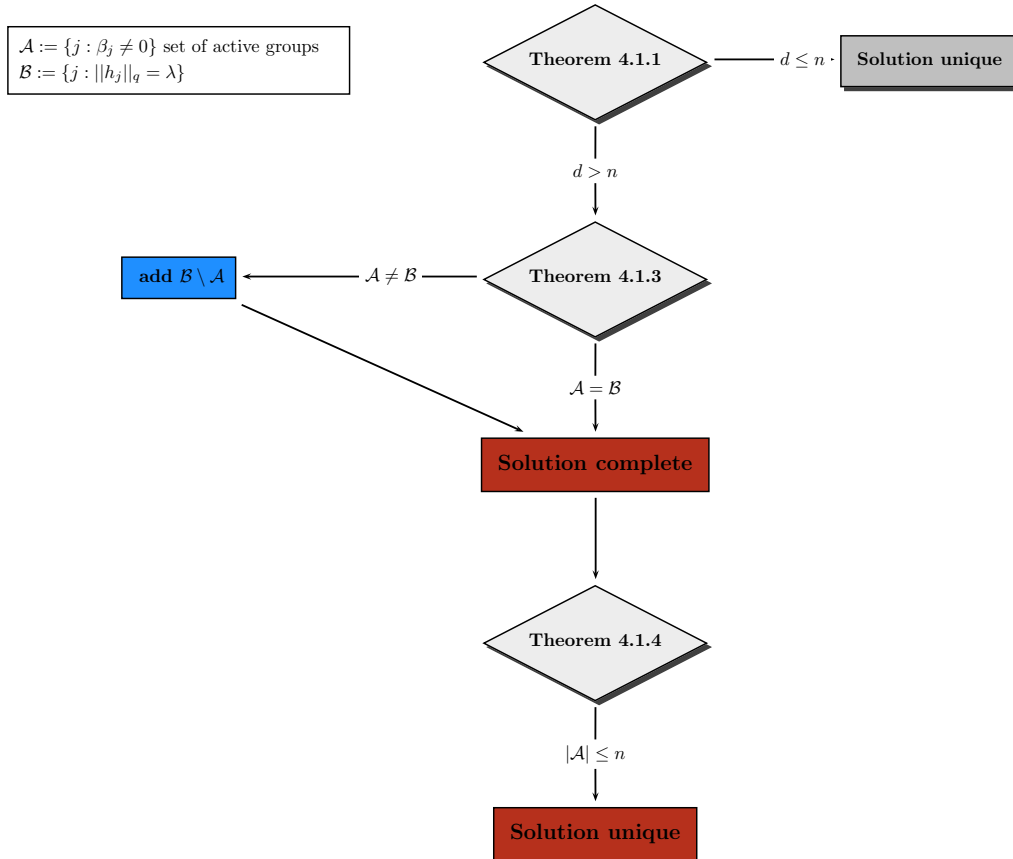 𝒜 := {j : β_j ≠ 0} set of active groups
ℬ := {j : ||h_j||_q = λ}
Theorem 4.1.1
d ≤ n
Solution unique
d > n
Theorem 4.1.3
𝒜 ≠ ℬ
add ℬ \ 𝒜
𝒜 = ℬ
Solution complete
Theorem 4.1.4
|𝒜| ≤ n
Solution unique